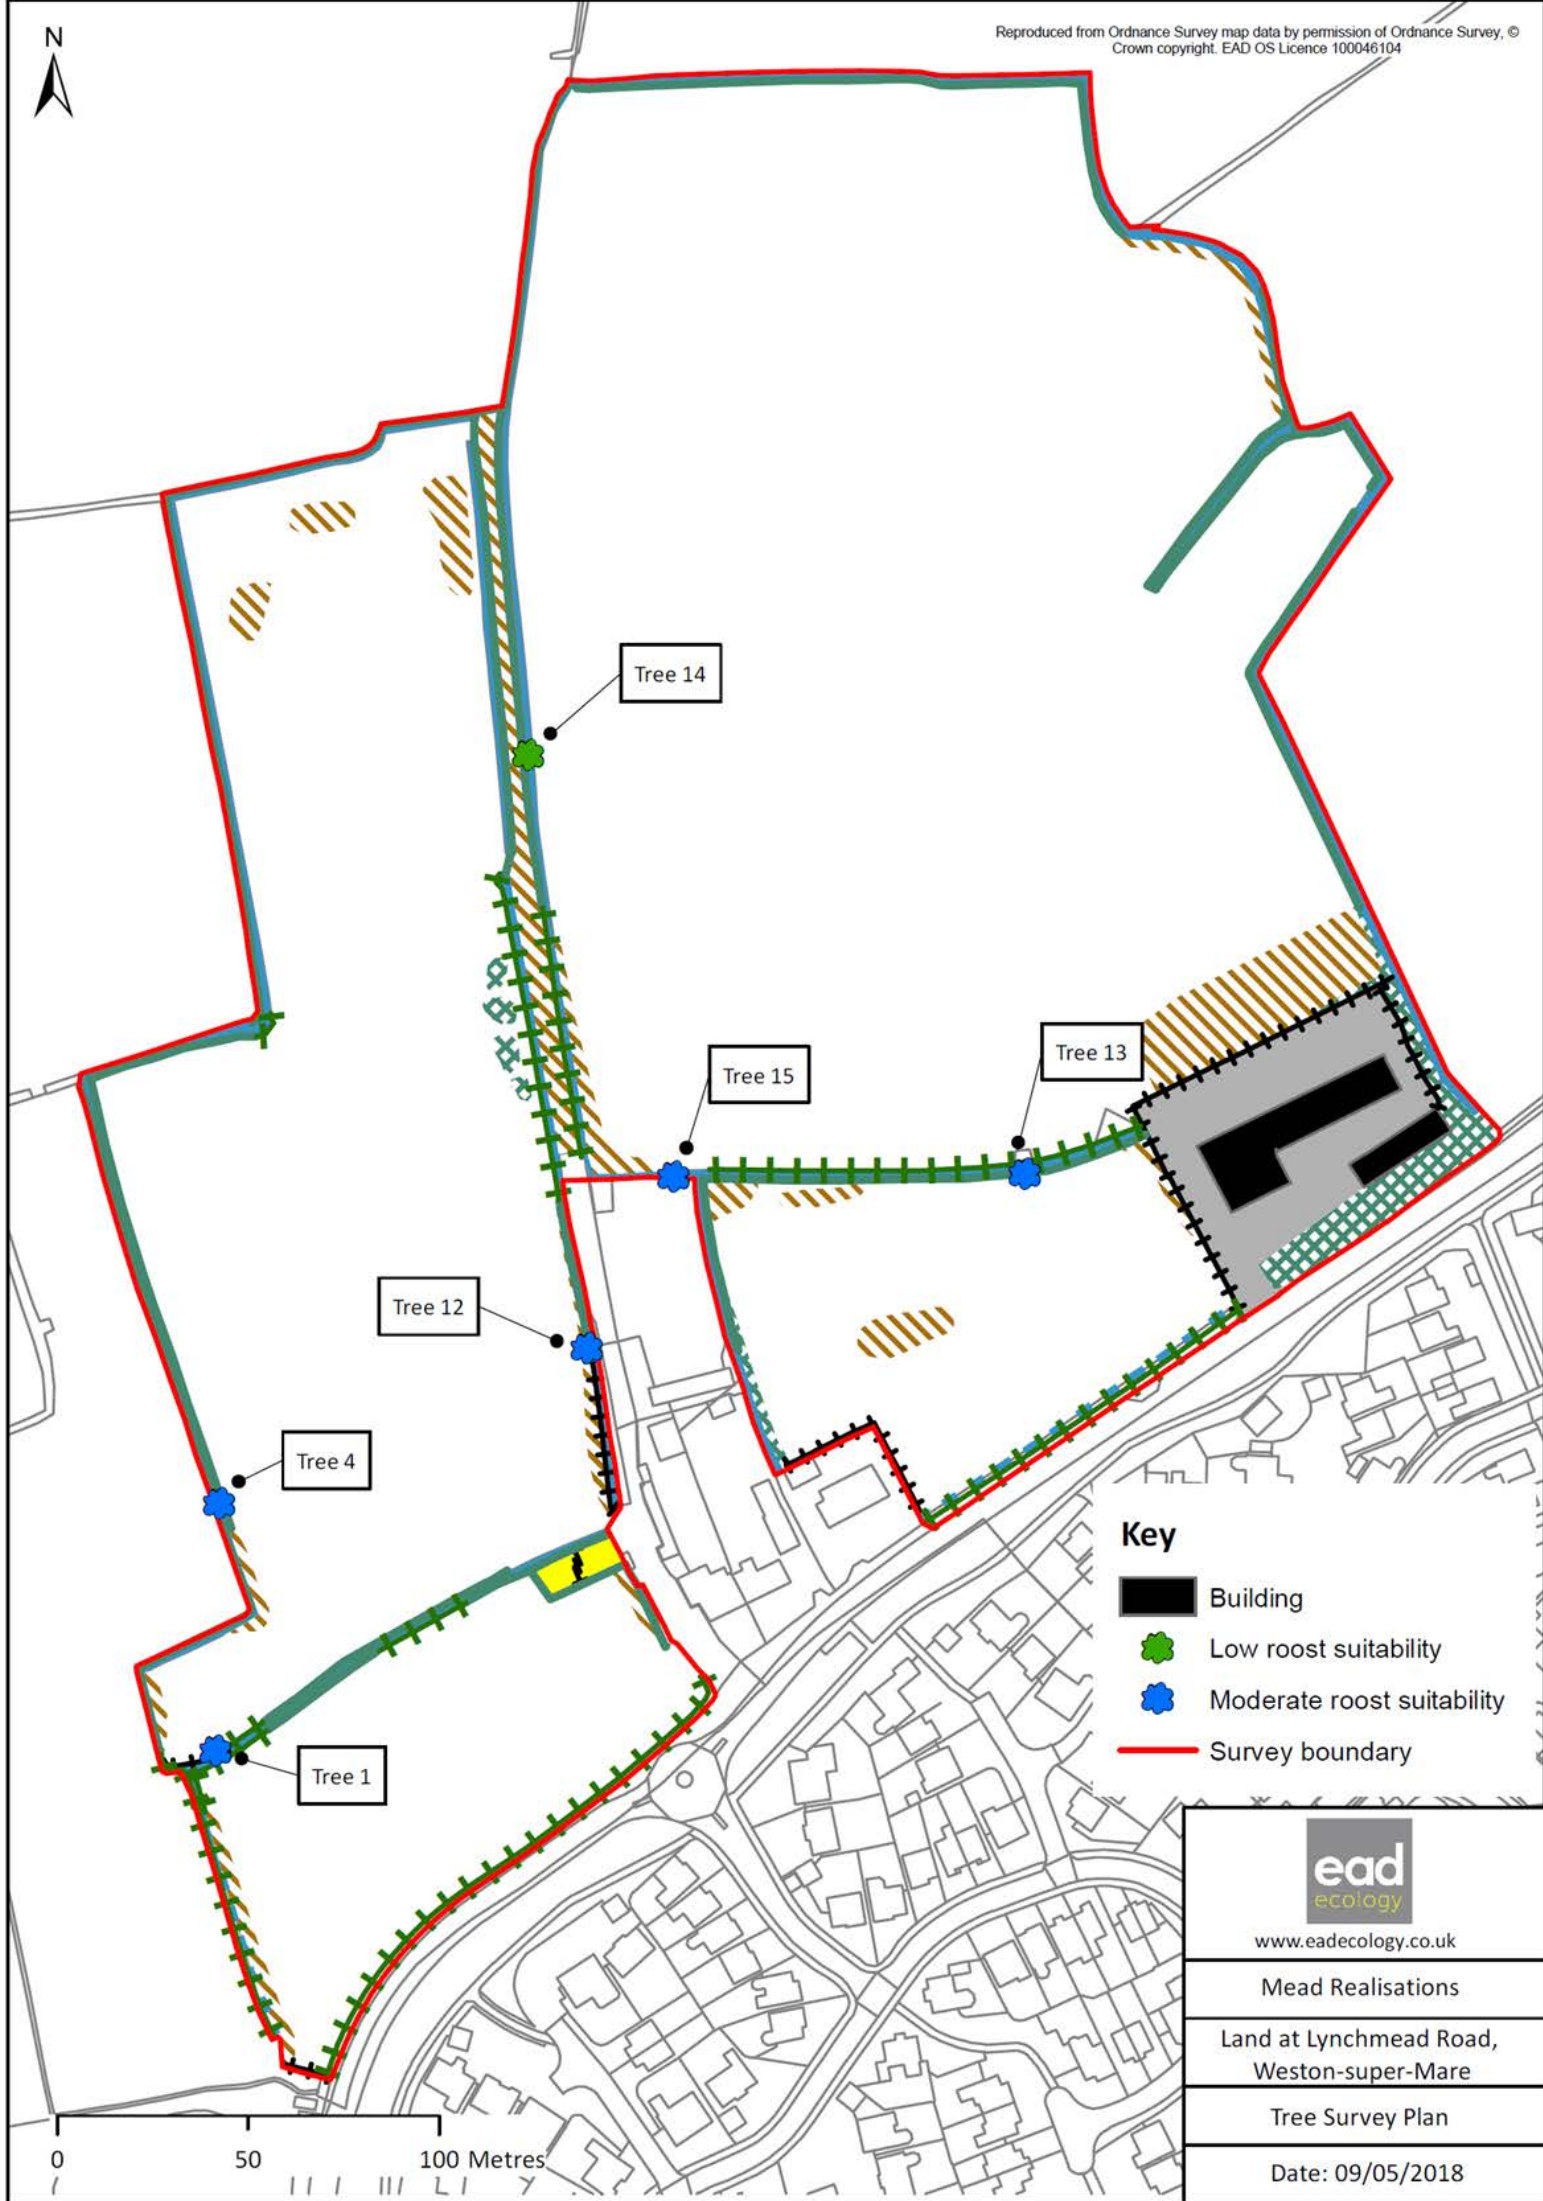 Reproduced from Ordnance Survey map data by permission of Ordnance Survey, ©
Crown copyright. EAD OS Licence 100046104
N
Tree 14
Tree 13
Tree 15
Tree 12
Tree 4
Tree 1
Key
Building
Low roost suitability
Moderate roost suitability
Survey boundary
ead
ecology
www.eadecology.co.uk
Mead Realisations
Land at Lynchmead Road,
Weston-super-Mare
Tree Survey Plan
Date: 09/05/2018
0 50 100 Metres